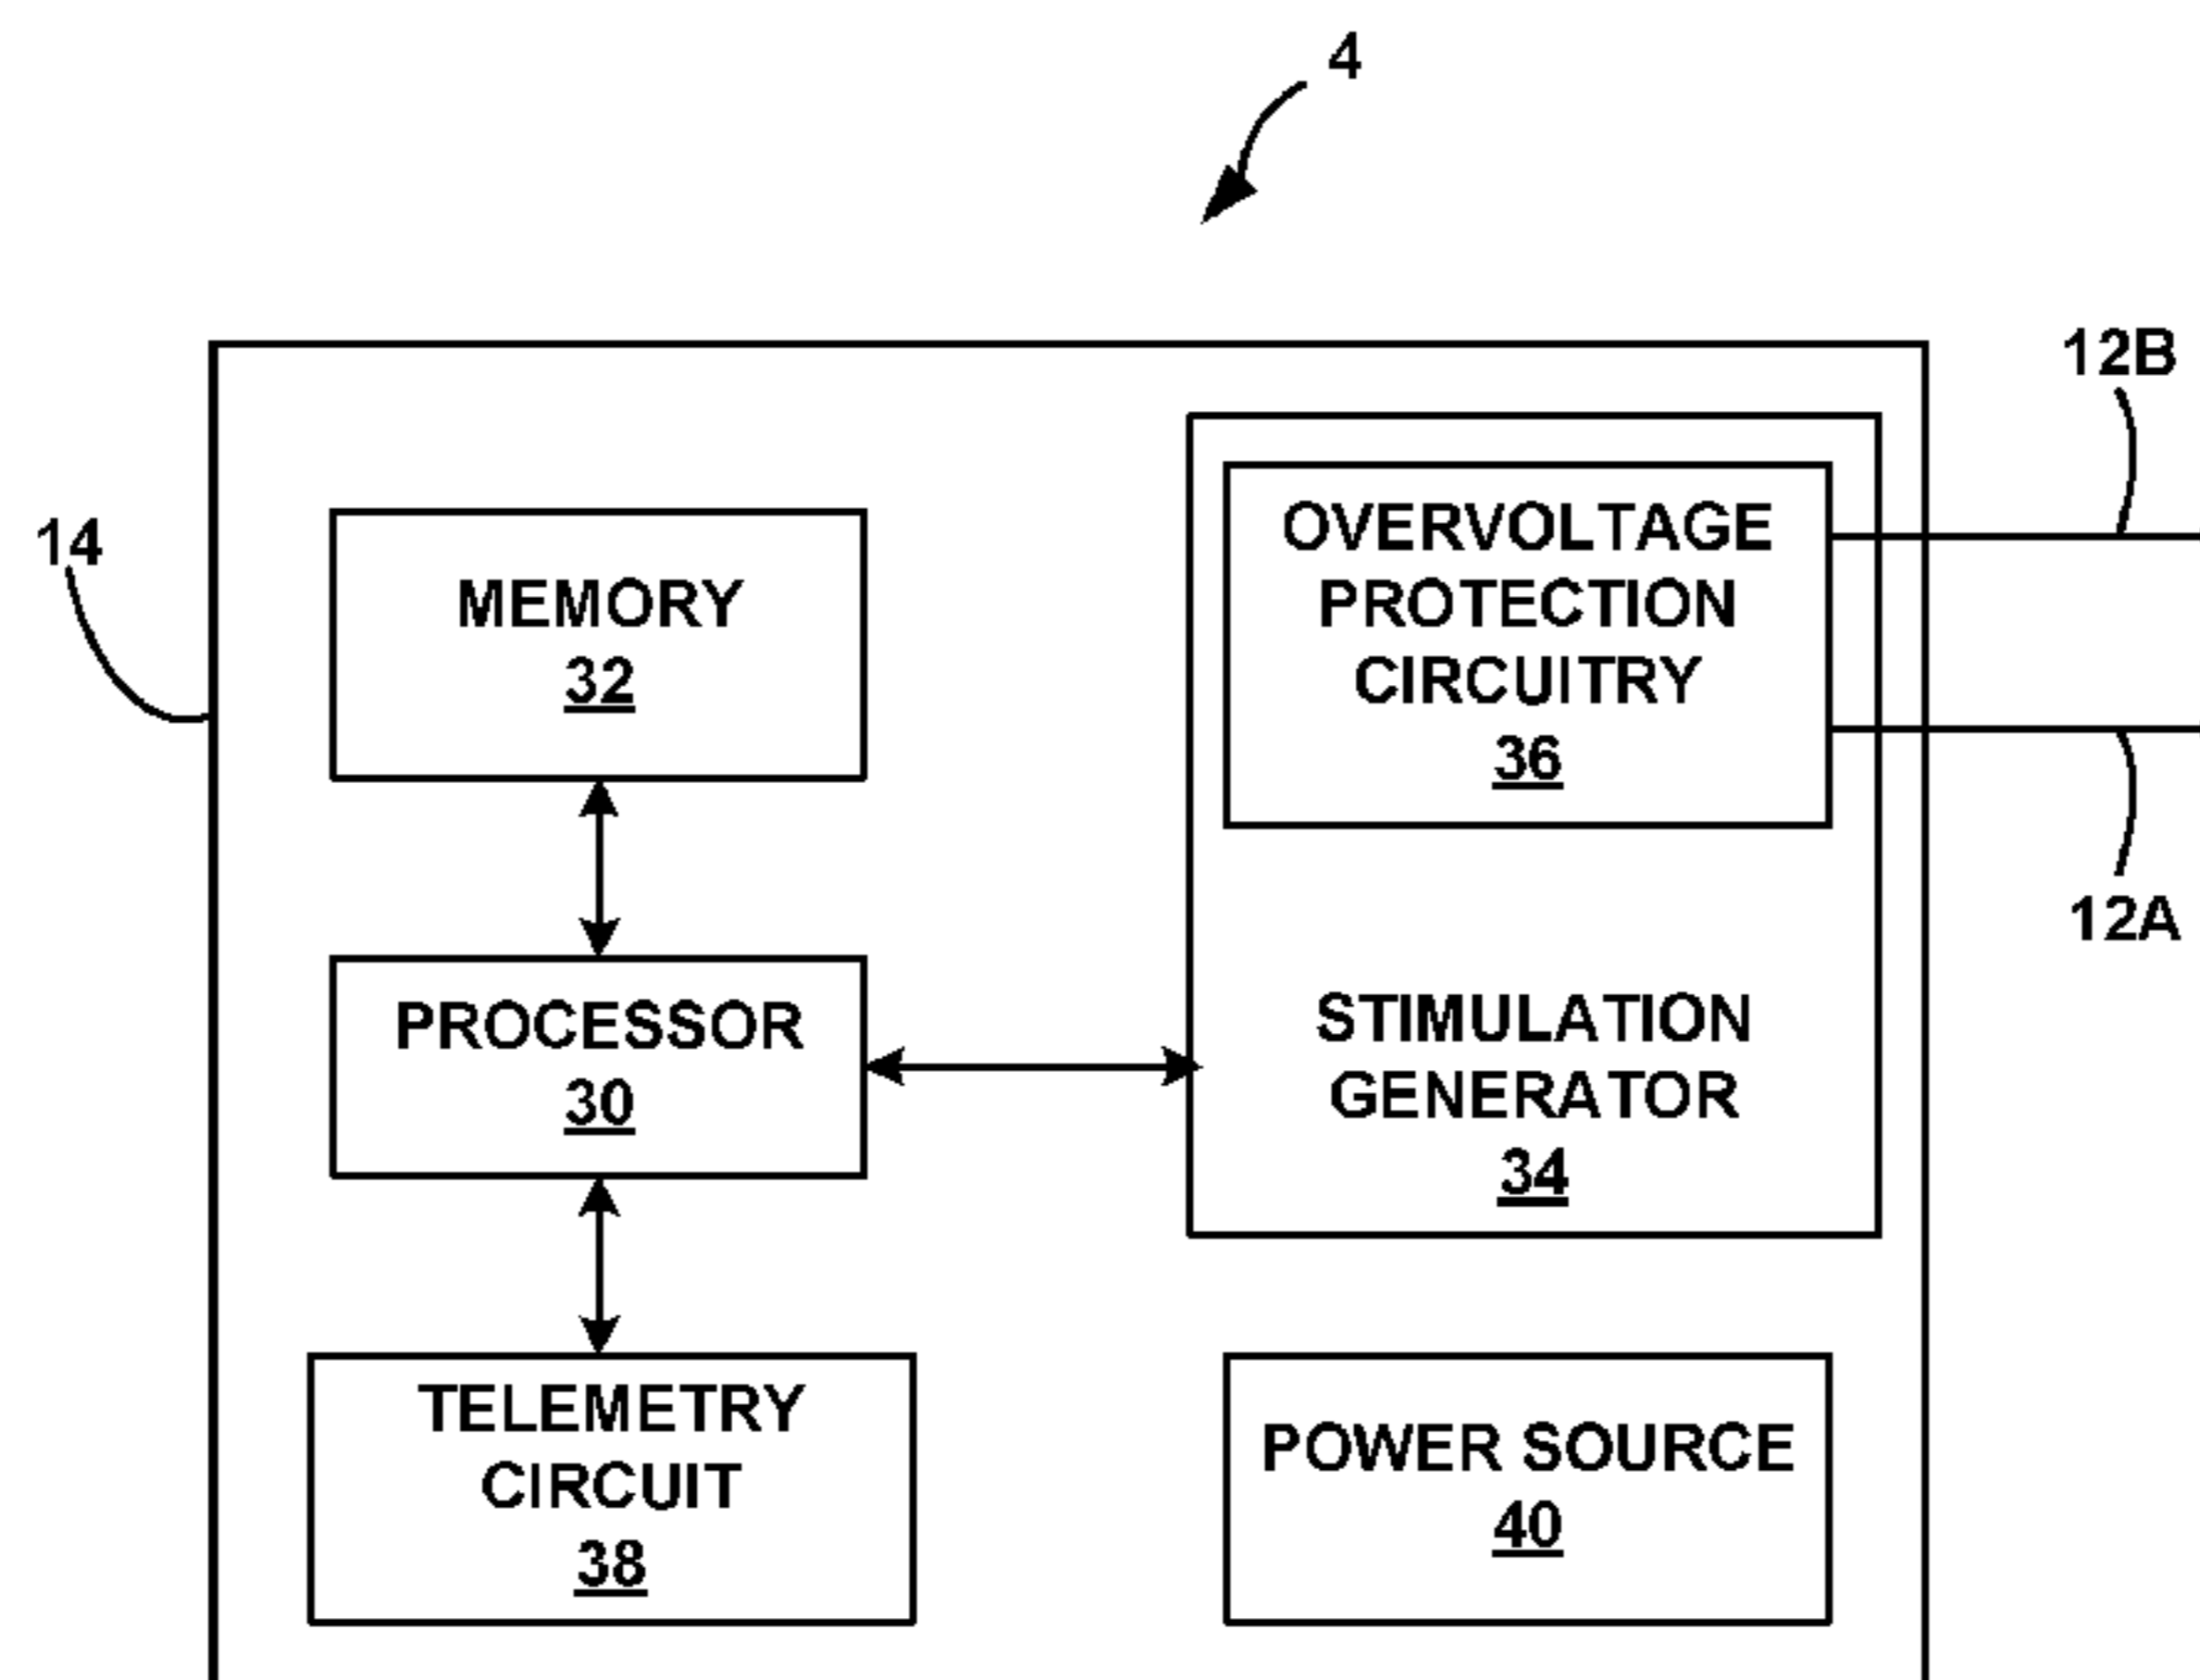 4
12B
14
MEMORY
32
OVERVOLTAGE
PROTECTION
CIRCUITRY
36
12A
PROCESSOR
30
STIMULATION
GENERATOR
34
TELEMETRY
CIRCUIT
38
POWER SOURCE
40